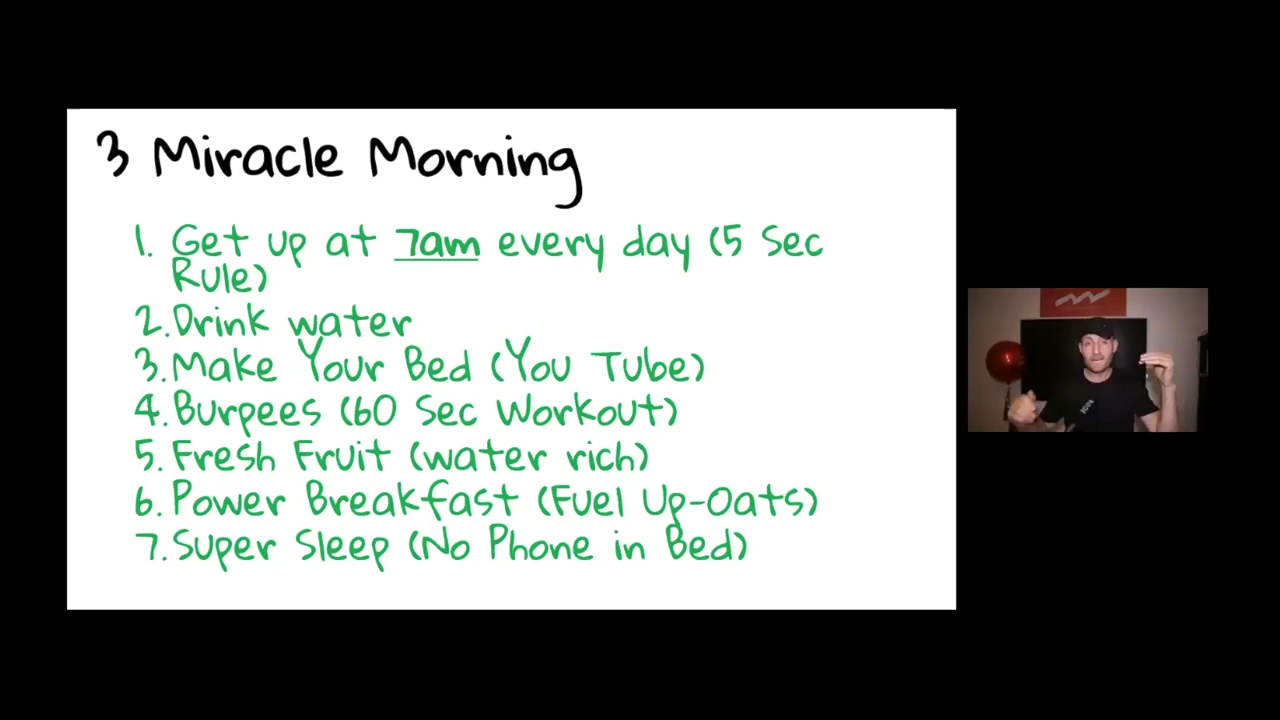 3 Miracle Morning
1. Get up at 7am every day (5 Sec
Rule)
2. Drink water
3. Make Your Bed (You Tube)
4. Burpees (60 Sec Workout)
5. Fresh Fruit (water rich)
6. Power Breakfast (Fuel Up-Oats)
7. Super Sleep (No Phone in Bed)